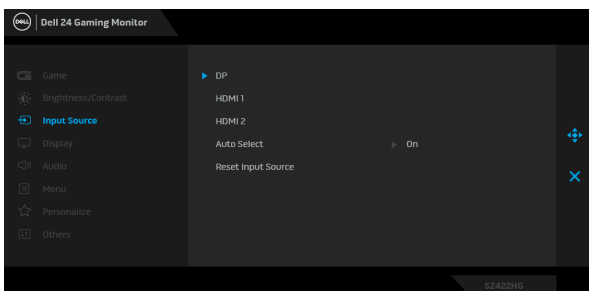 DELL Dell 24 Gaming Monitor
Game
Brightness/Contrast
Input Source
Display
Audio
Menu
Personalize
Others
DP
HDMI 1
HDMI 2
Auto Select On
Reset Input Source
S2422HG